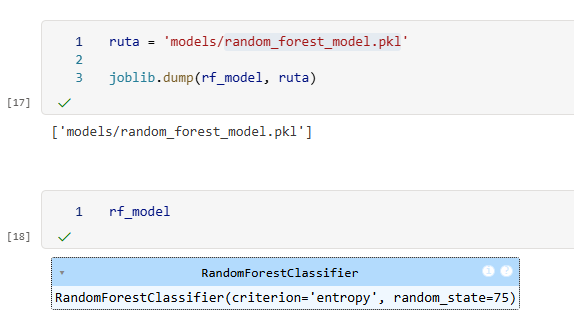 1 ruta = 'models/random_forest_model.pkl'
2
3 joblib.dump(rf_model, ruta)
[17]
['models/random_forest_model.pkl']
1 rf_model
[18]
RandomForestClassifier i ?
RandomForestClassifier(criterion='entropy', random_state=75)